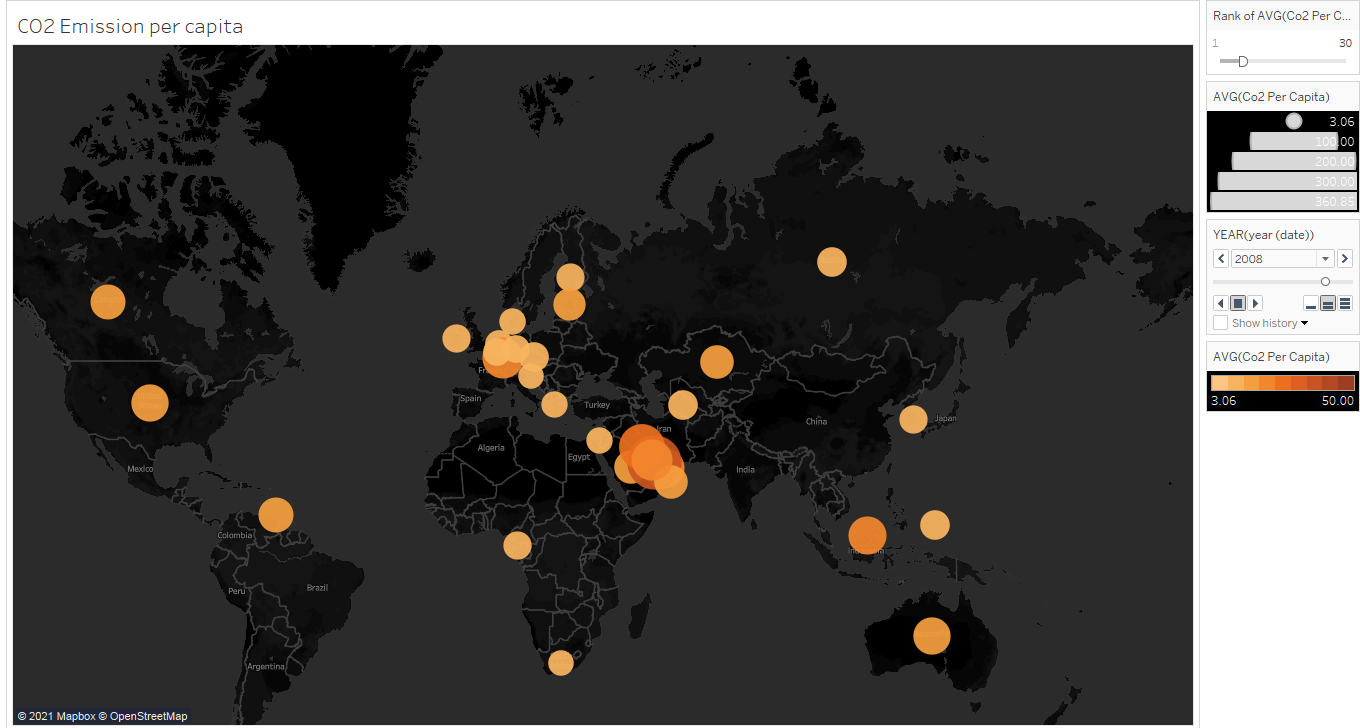 CO2 Emission per capita
Rank of AVG(Co2 Per C...
1 30
AVG(Co2 Per Capita)
3.06
100.00
200.00
300.00
360.85
YEAR(year (date))
2008
Show history
AVG(Co2 Per Capita)
3.06 50.00
Spain
Turkey
Iran
China
Japan
Algeria
Egypt
India
Mexico
Colombia
Peru
Brazil
Argentina
© 2021 Mapbox © OpenStreetMap